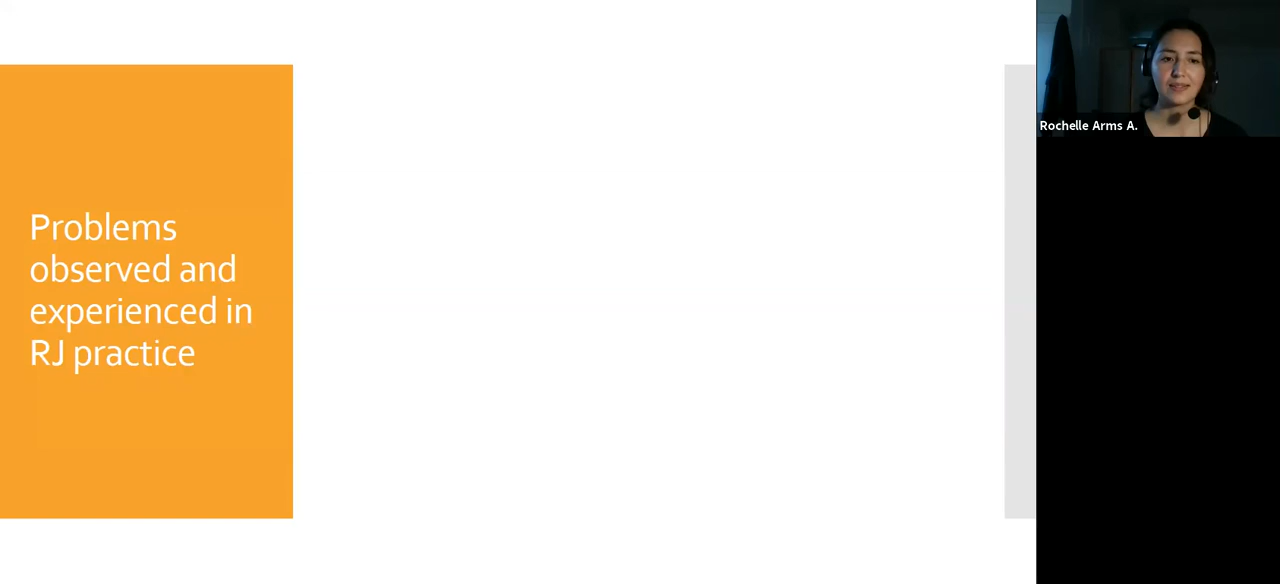 Problems
observed and
experienced in
RJ practice
Rochelle Arms A.